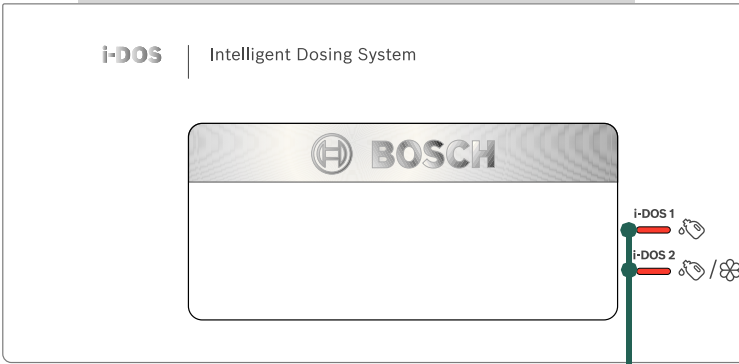 i-DOS
Intelligent Dosing System
BOSCH
i-DOS 1
i-DOS 2
/